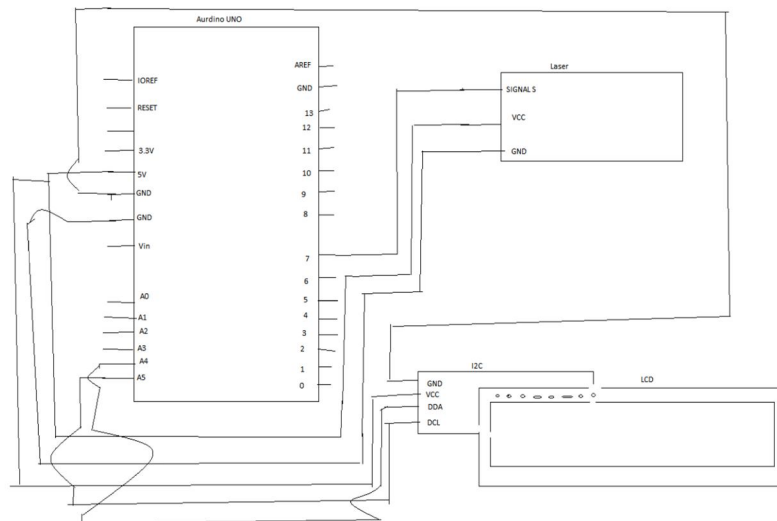 Aurdino UNO
IOREF
RESET
3.3V
5V
GND
GND
Vin
A0
A1
A2
A3
A4
A5
AREF
GND
13
12
11
10
9
8
7
6
5
4
3
2
1
0
Laser
SIGNAL S
VCC
GND
I2C
GND
VCC
DDA
DCL
LCD